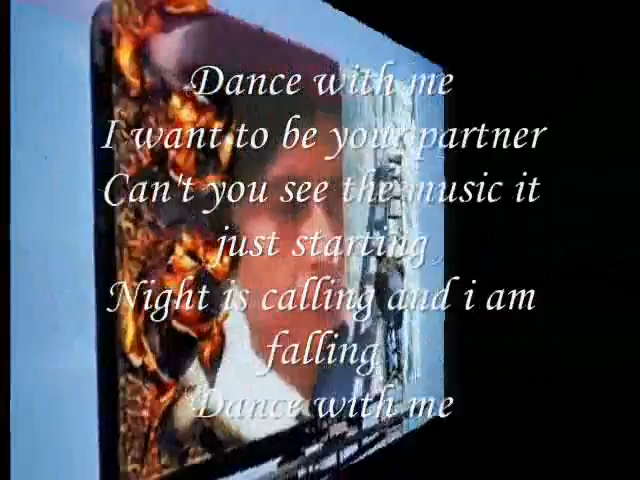 Dance with me
I want to be your partner
Can't you see the music it
just starting
Night is calling and i am
falling
Dance with me